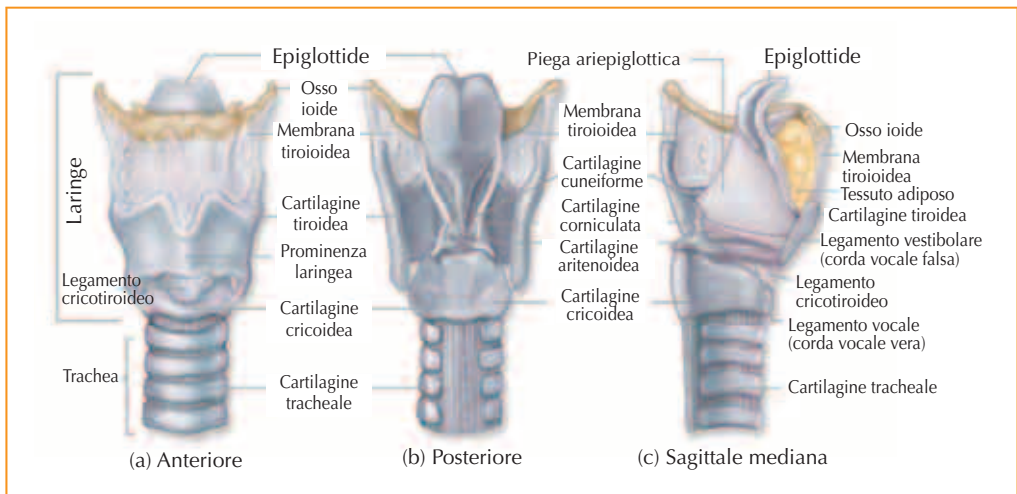 Epiglottide
Piega ariepiglottica
Epiglottide
Osso
ioide
Membrana
tiroioidea
Membrana
tiroioidea
Osso ioide
Membrana
tiroioidea
Tessuto adiposo
Laringe
Cartilagine
cuneiforme
Cartilagine
tiroidea
Cartilagine
corniculata
Cartilagine tiroidea
Prominenza
laringea
Cartilagine
aritenoidea
Legamento vestibolare
(corda vocale falsa)
Legamento
cricotiroideo
Legamento
cricotiroideo
Cartilagine
cricoidea
Cartilagine
cricoidea
Legamento vocale
(corda vocale vera)
Trachea
Cartilagine
tracheale
Cartilagine tracheale
(a) Anteriore
(b) Posteriore
(c) Sagittale mediana